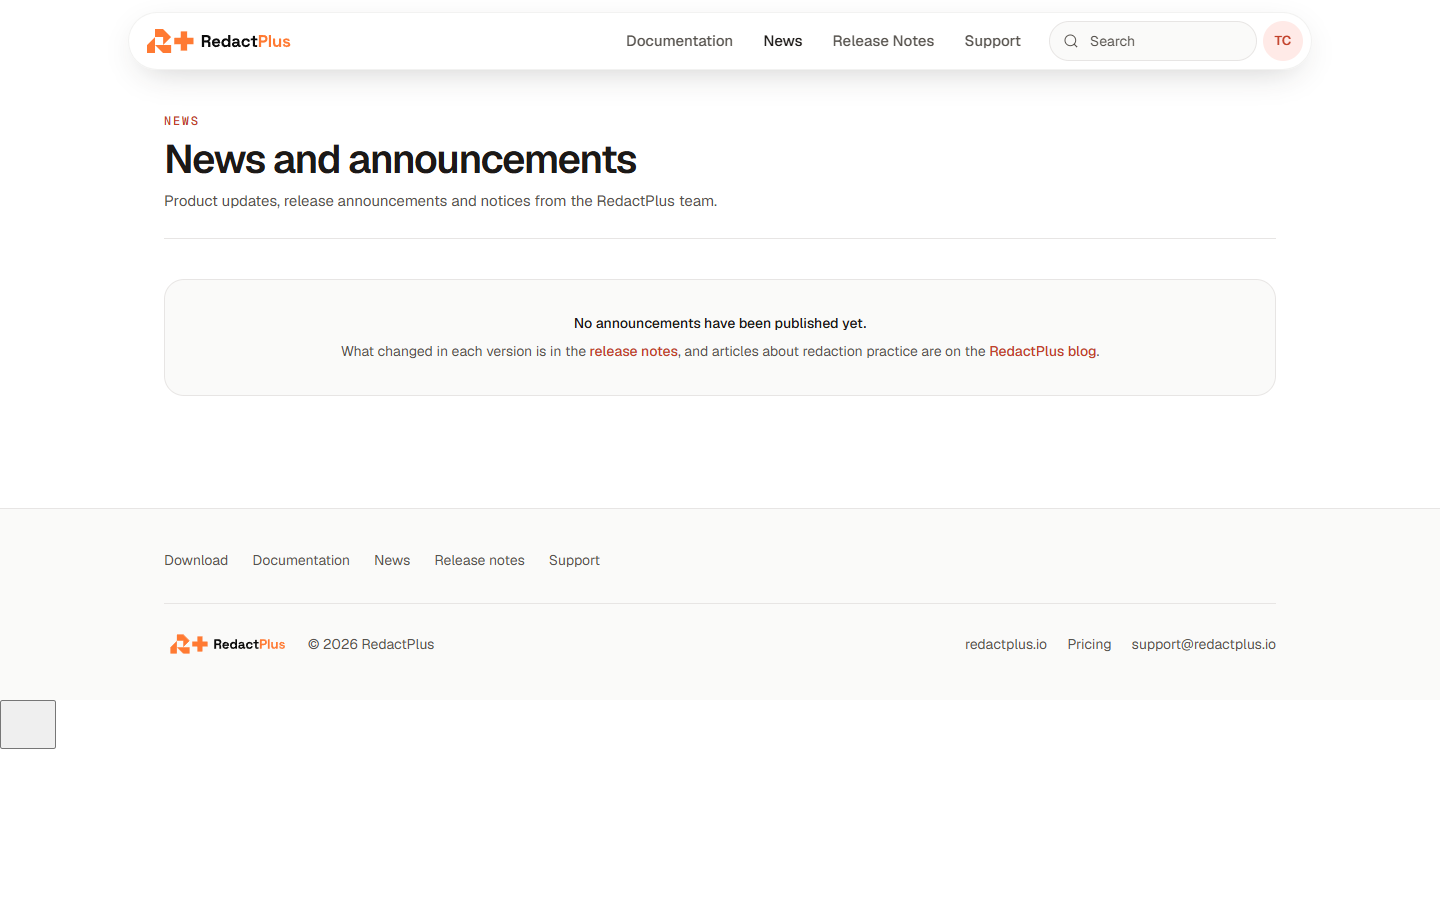 RedactPlus
Documentation
News
Release Notes
Support
Search
TC
NEWS
News and announcements
Product updates, release announcements and notices from the RedactPlus team.
No announcements have been published yet.
What changed in each version is in the release notes, and articles about redaction practice are on the RedactPlus blog.
Download
Documentation
News
Release notes
Support
RedactPlus
© 2026 RedactPlus
redactplus.io
Pricing
support@redactplus.io